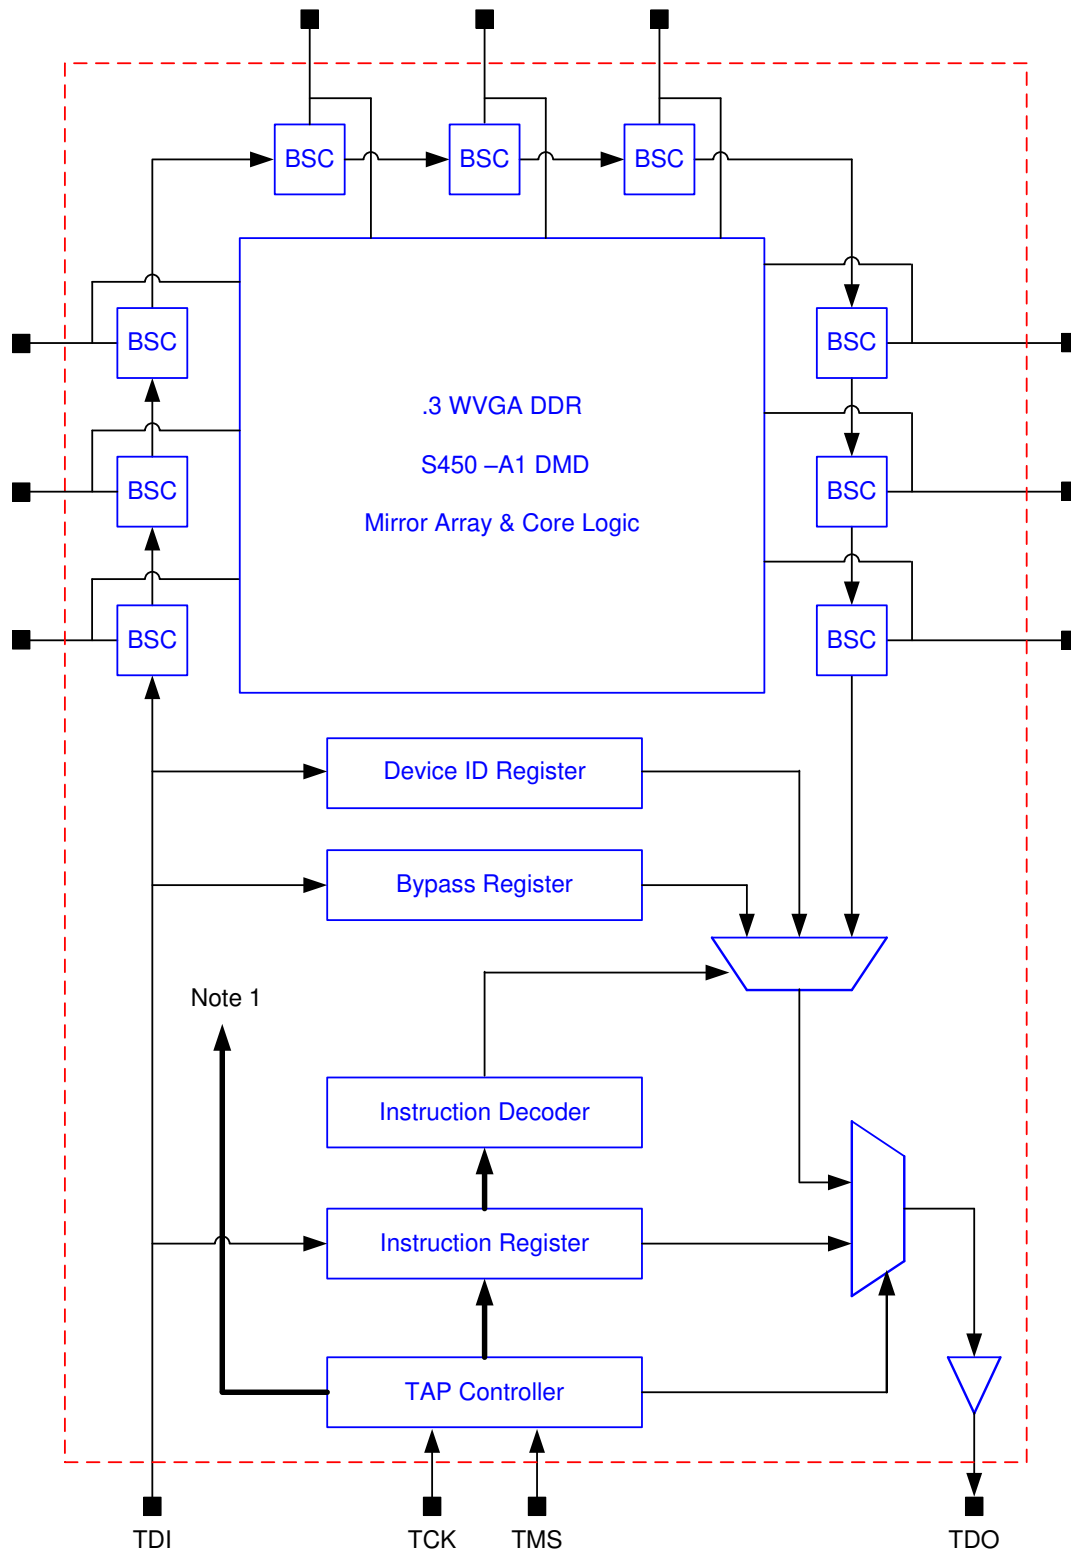 BSC
BSC
BSC
BSC
BSC
.3 WVGA DDR
S450 –A1 DMD
Mirror Array & Core Logic
BSC
BSC
BSC
BSC
Device ID Register
Bypass Register
Note 1
Instruction Decoder
Instruction Register
TAP Controller
TDI
TCK
TMS
TDO